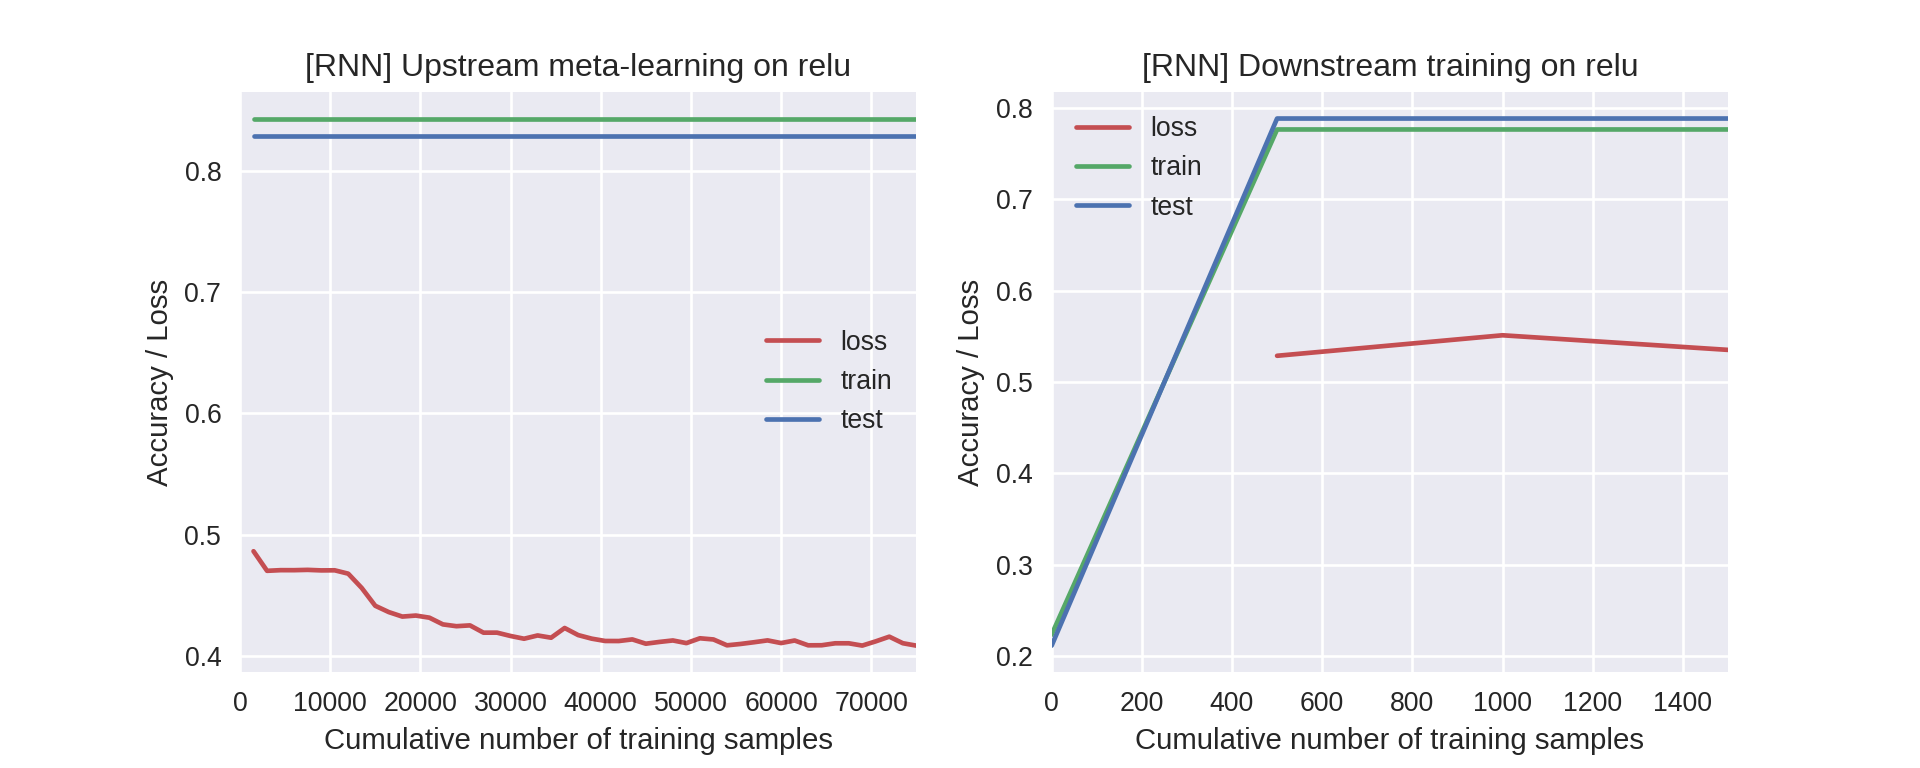 [RNN] Upstream meta-learning on relu
0.8
0.7
0.6
0.5
0.4
Accuracy / Loss
loss
train
test
0 10000 20000 30000 40000 50000 60000 70000
Cumulative number of training samples
[RNN] Downstream training on relu
0.8
0.7
0.6
0.5
0.4
0.3
0.2
Accuracy / Loss
loss
train
test
0 200 400 600 800 1000 1200 1400
Cumulative number of training samples